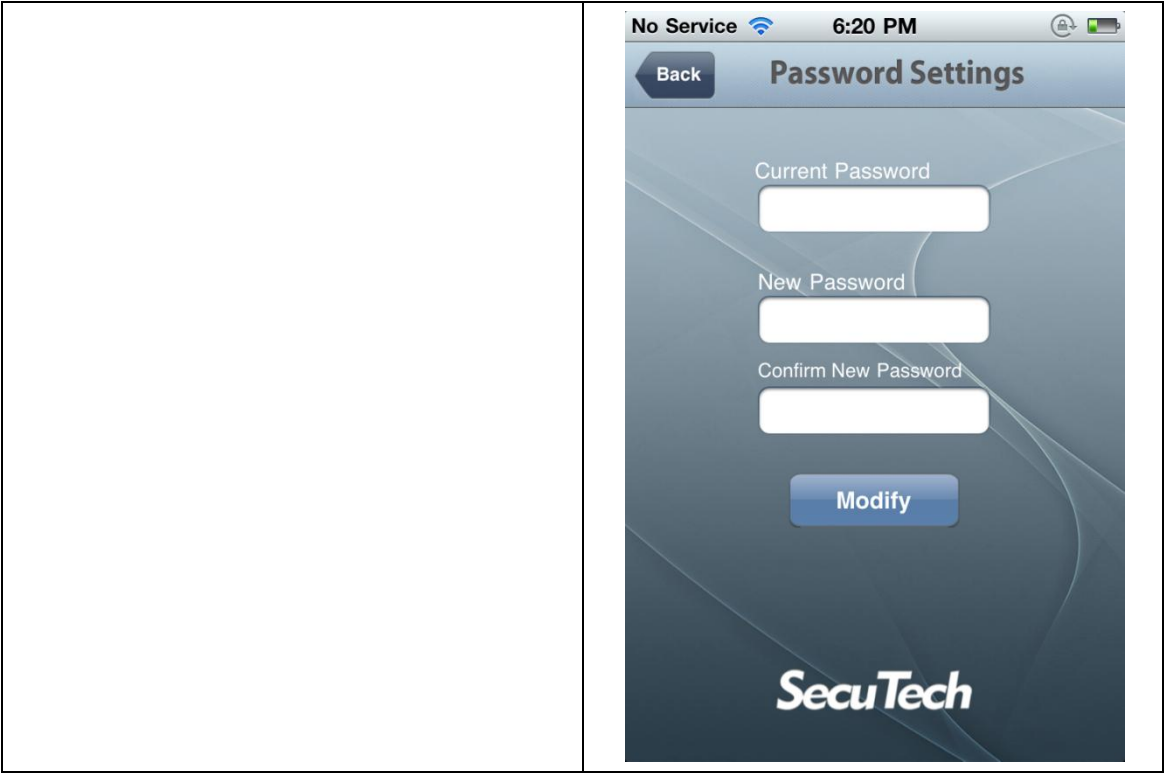 No Service 6:20 PM
Back Password Settings
Current Password
New Password
Confirm New Password
Modify
SecuTech